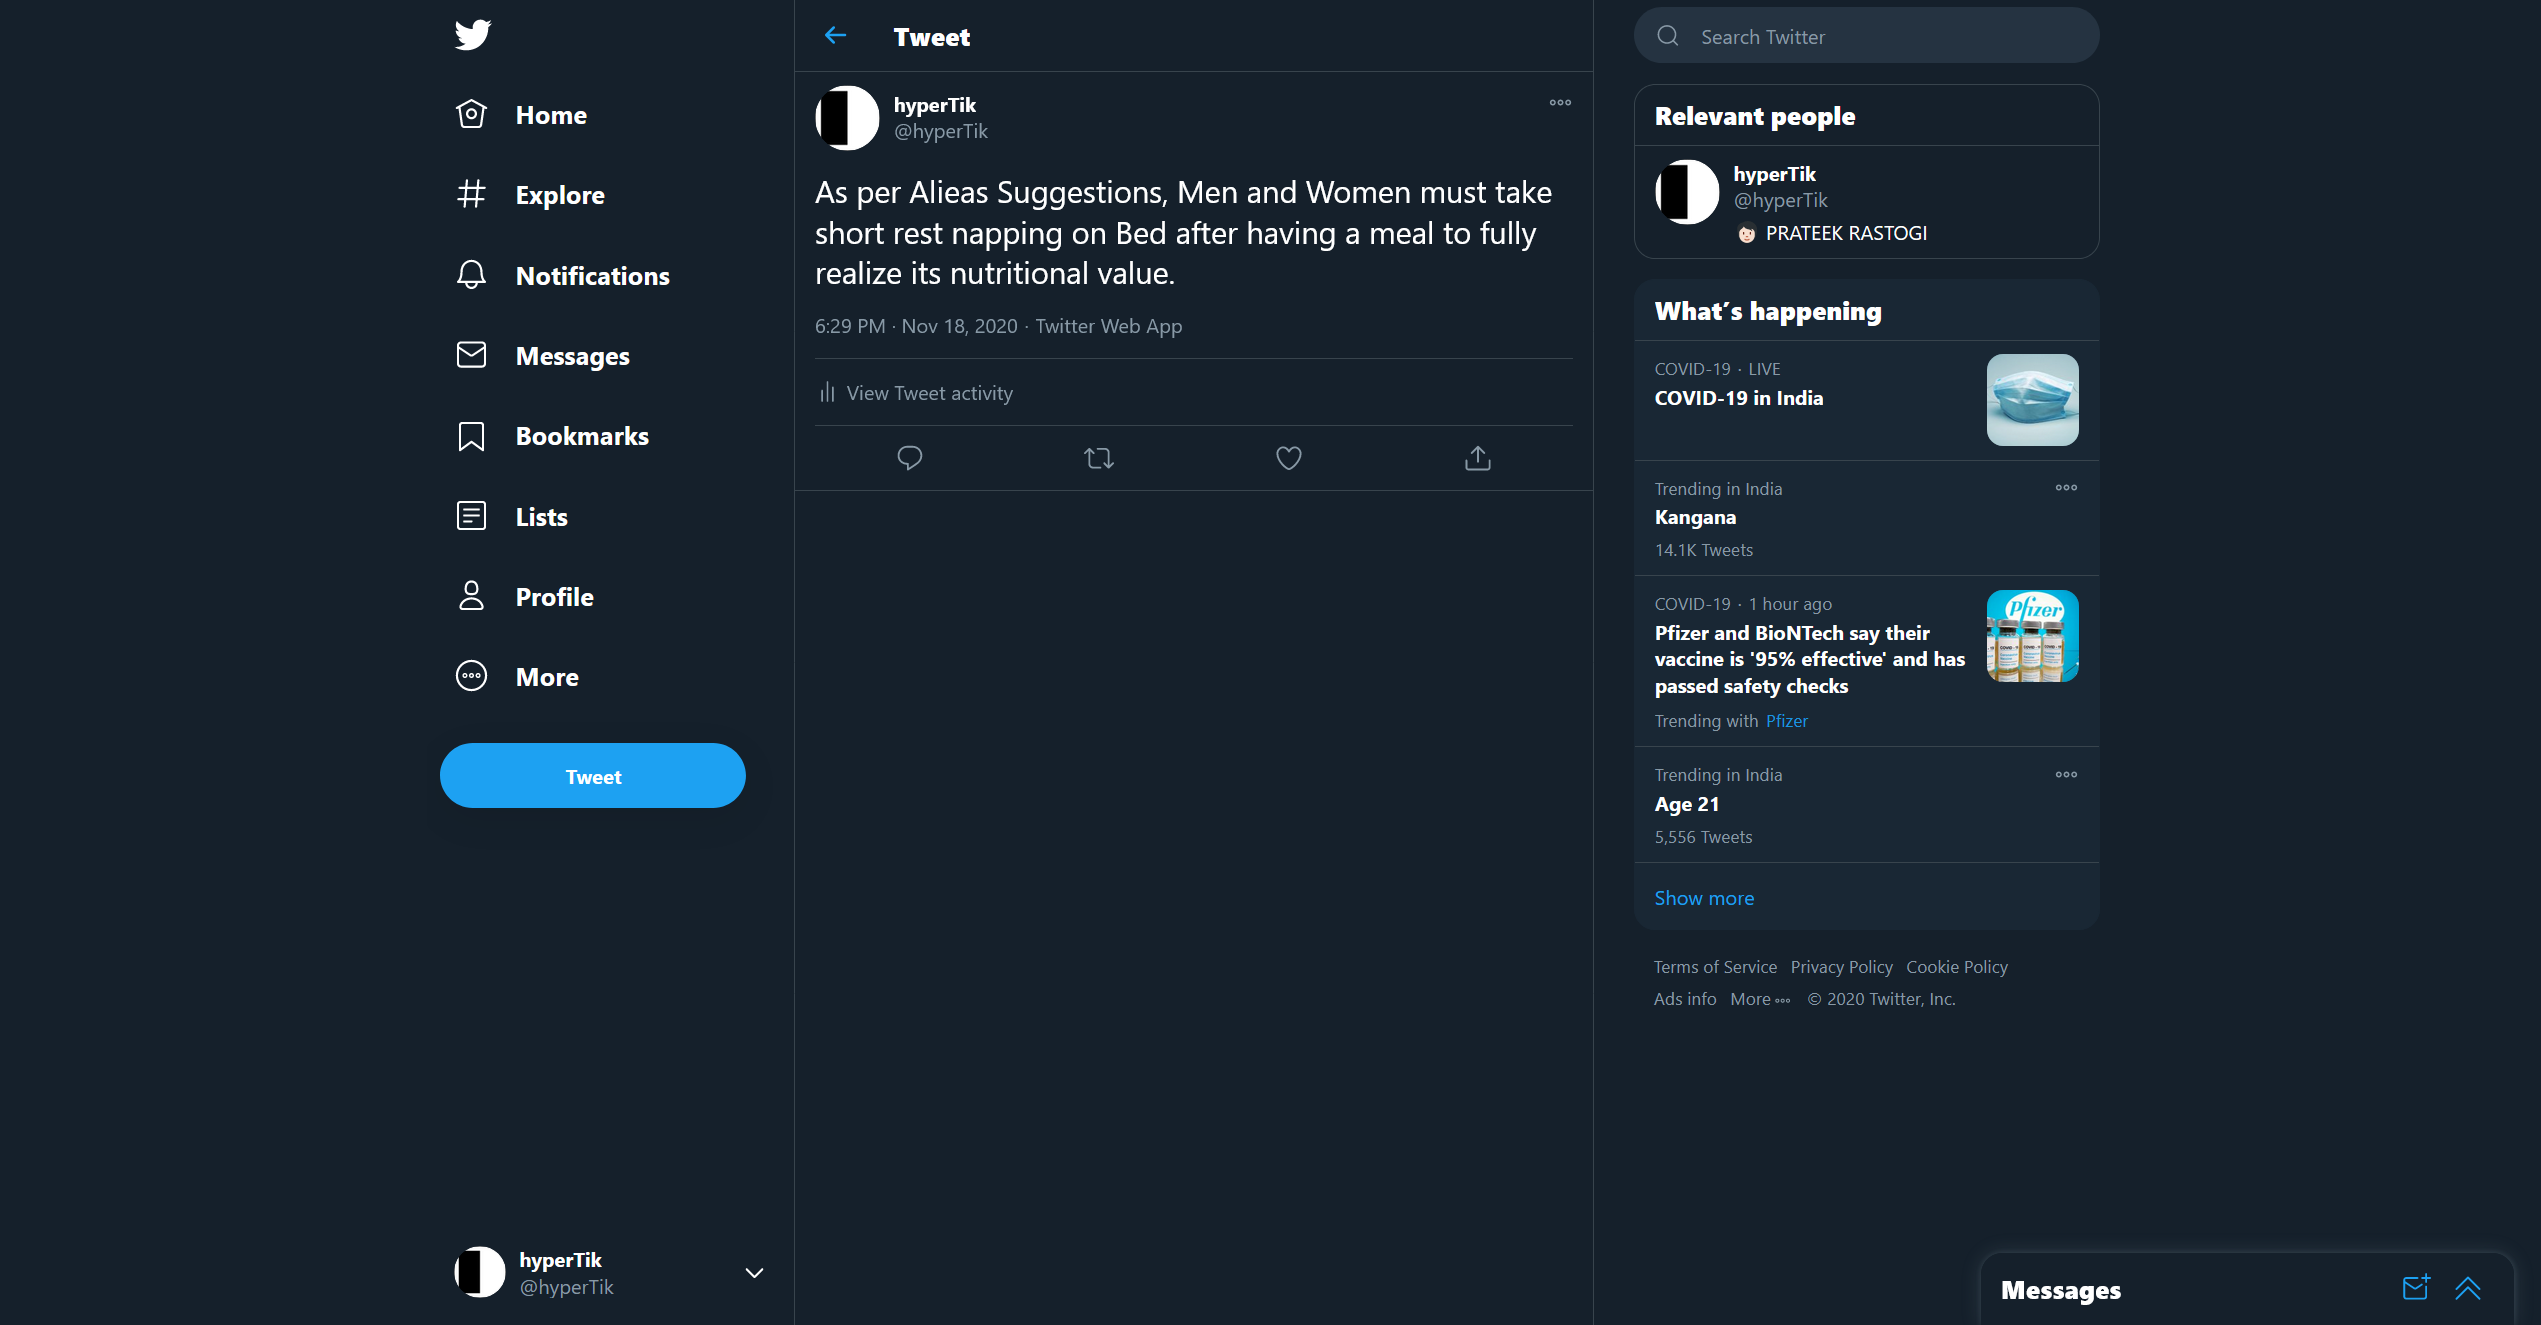 Home
Explore
Notifications
Messages
Bookmarks
Lists
Profile
More
Tweet
hyperTik
@hyperTik
Tweet
hyperTik
@hyperTik
As per Alieas Suggestions, Men and Women must take
short rest napping on Bed after having a meal to fully
realize its nutritional value.
6:29 PM · Nov 18, 2020 · Twitter Web App
View Tweet activity
Search Twitter
Relevant people
hyperTik
@hyperTik
PRATEEK RASTOGI
What's happening
COVID-19 · LIVE
COVID-19 in India
Trending in India
Kangana
14.1K Tweets
COVID-19 · 1 hour ago
Pfizer and BioNTech say their
vaccine is '95% effective' and has
passed safety checks
Trending with Pfizer
Pfizer
Trending in India
Age 21
5,556 Tweets
Show more
Terms of Service Privacy Policy Cookie Policy
Ads info More © 2020 Twitter, Inc.
Messages